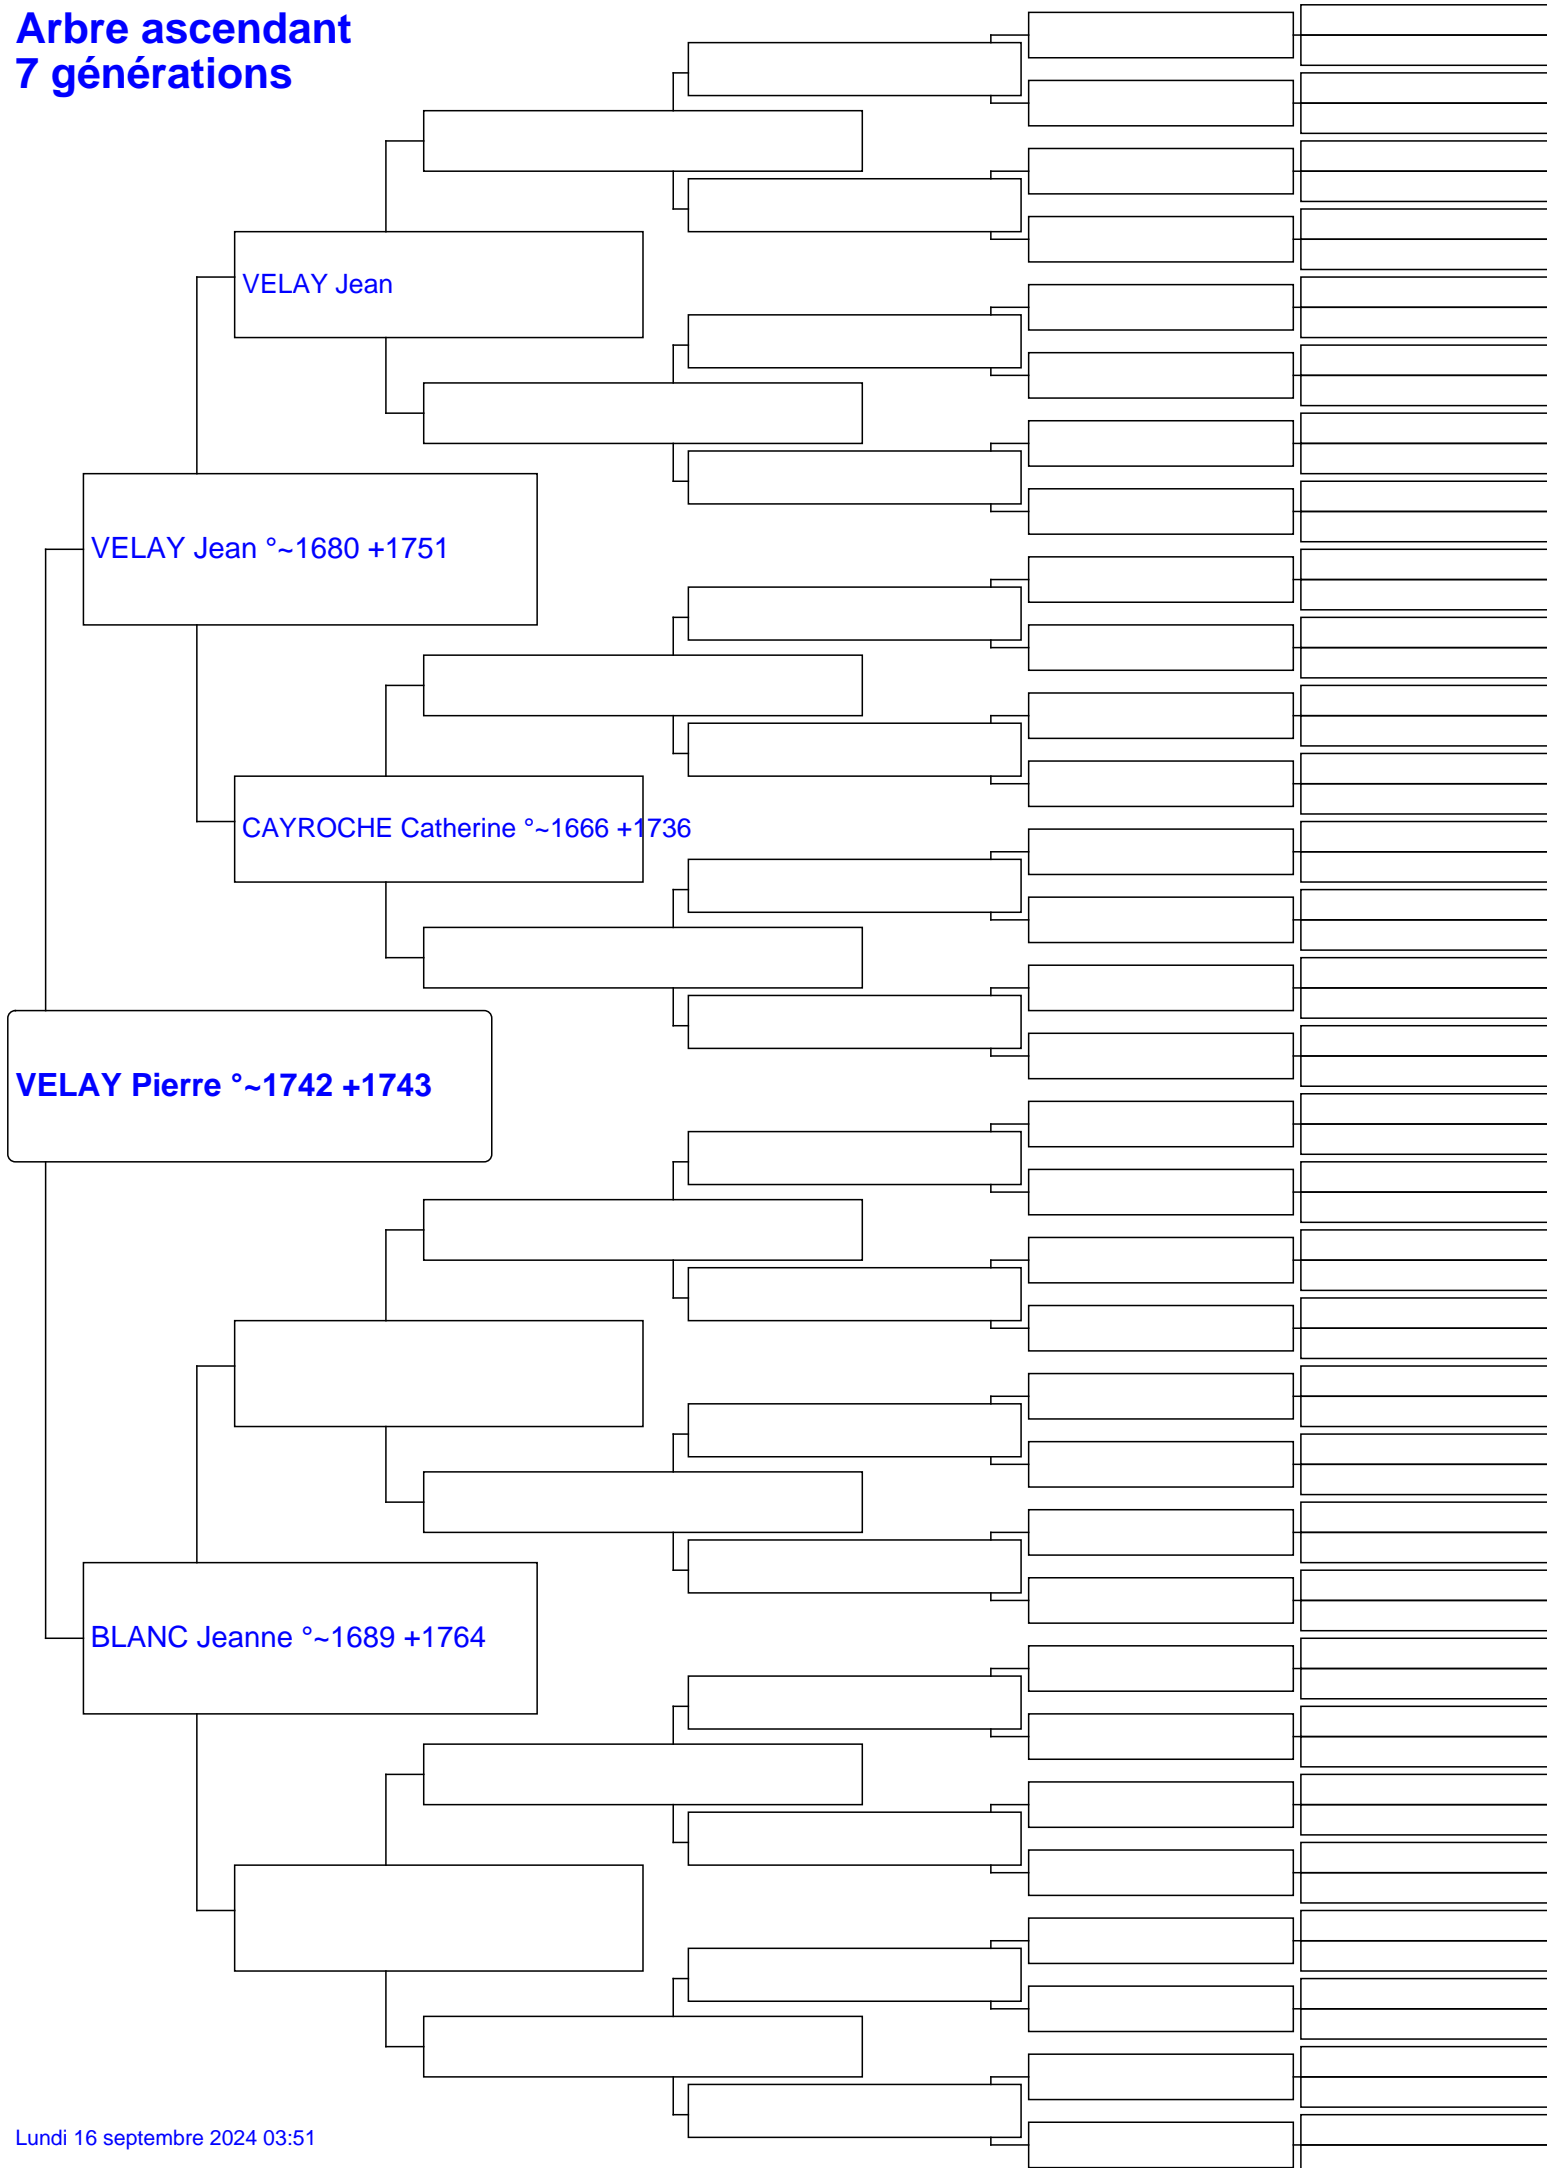 Arbre ascendant
7 générations
VELAY Jean
VELAY Jean °~1680 +1751
CAYROCHE Catherine °~1666 +1736
VELAY Pierre °~1742 +1743
BLANC Jeanne °~1689 +1764
Lundi 16 septembre 2024 03:51